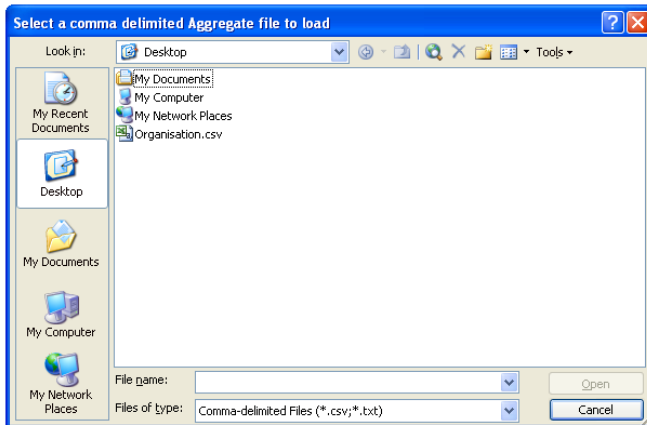 Select a comma delimited Aggregate file to load
Look in:
Desktop
Tools
My Recent
Documents
Desktop
My Documents
My Computer
My Network
Places
My Documents
My Computer
My Network Places
Organisation.csv
File name:
Open
Files of type:
Comma-delimited Files (*.csv;*.txt)
Cancel